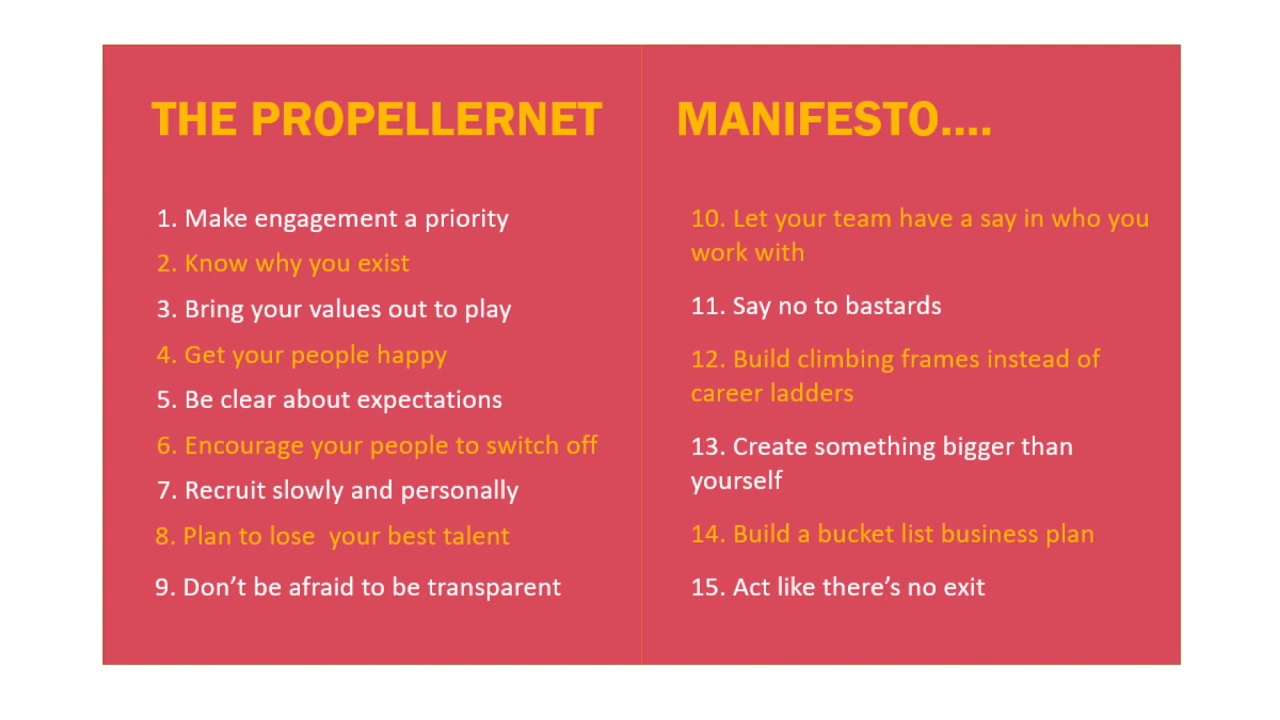 THE PROPELLERNET
1. Make engagement a priority
2. Know why you exist
3. Bring your values out to play
4. Get your people happy
5. Be clear about expectations
6. Encourage your people to switch off
7. Recruit slowly and personally
8. Plan to lose  your best talent
9. Don’t be afraid to be transparent
MANIFESTO....
10. Let your team have a say in who you
work with
11. Say no to bastards
12. Build climbing frames instead of
career ladders
13. Create something bigger than
yourself
14. Build a bucket list business plan
15. Act like there’s no exit